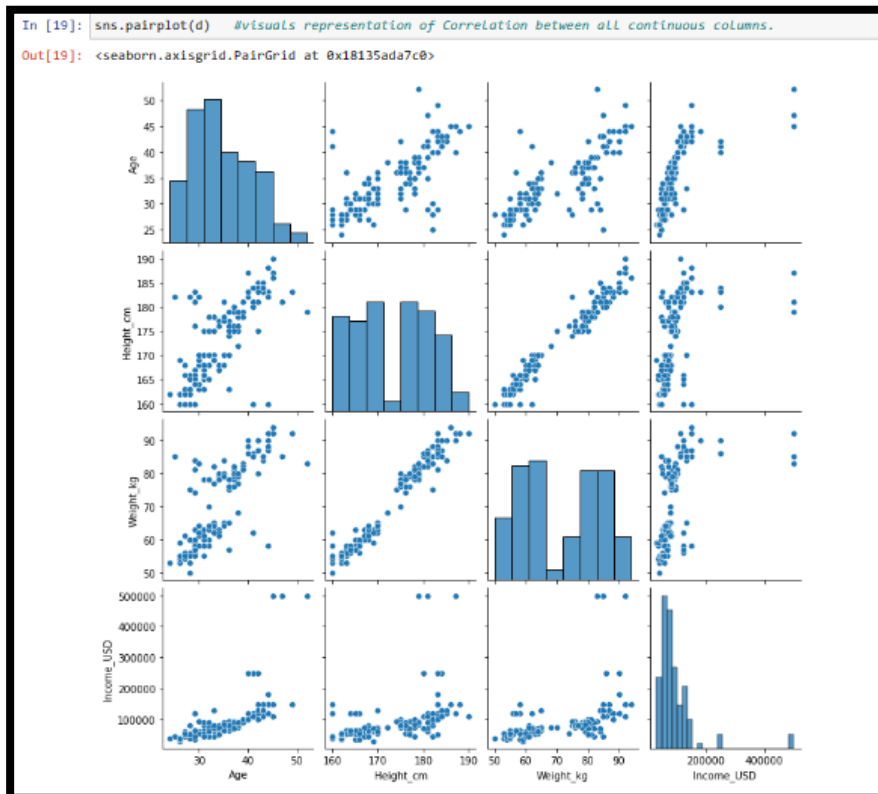 In [19]: sns.pairplot(d)   #visuals representation of Correlation between all continuous columns.
Out[19]: <seaborn.axisgrid.PairGrid at 0x18135ada7c0>
50
45
40
35
30
25
Age
190
185
180
175
170
165
160
Height_cm
90
80
70
60
50
Weight_kg
500000
400000
300000
200000
100000
Income_USD
30 40 50
160 170 180 190
50 60 70 80 90
200000 400000
Age Height_cm Weight_kg Income_USD